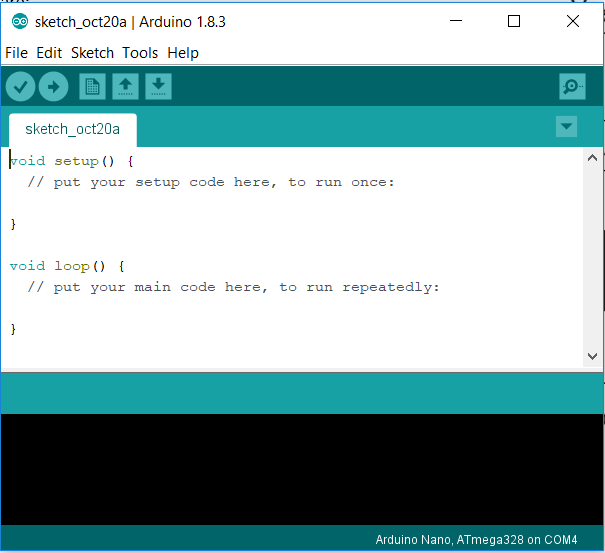 sketch_oct20a | Arduino 1.8.3
File Edit Sketch Tools Help
sketch_oct20a
void setup() {
  // put your setup code here, to run once:
}
void loop() {
  // put your main code here, to run repeatedly:
}
Arduino Nano, ATmega328 on COM4